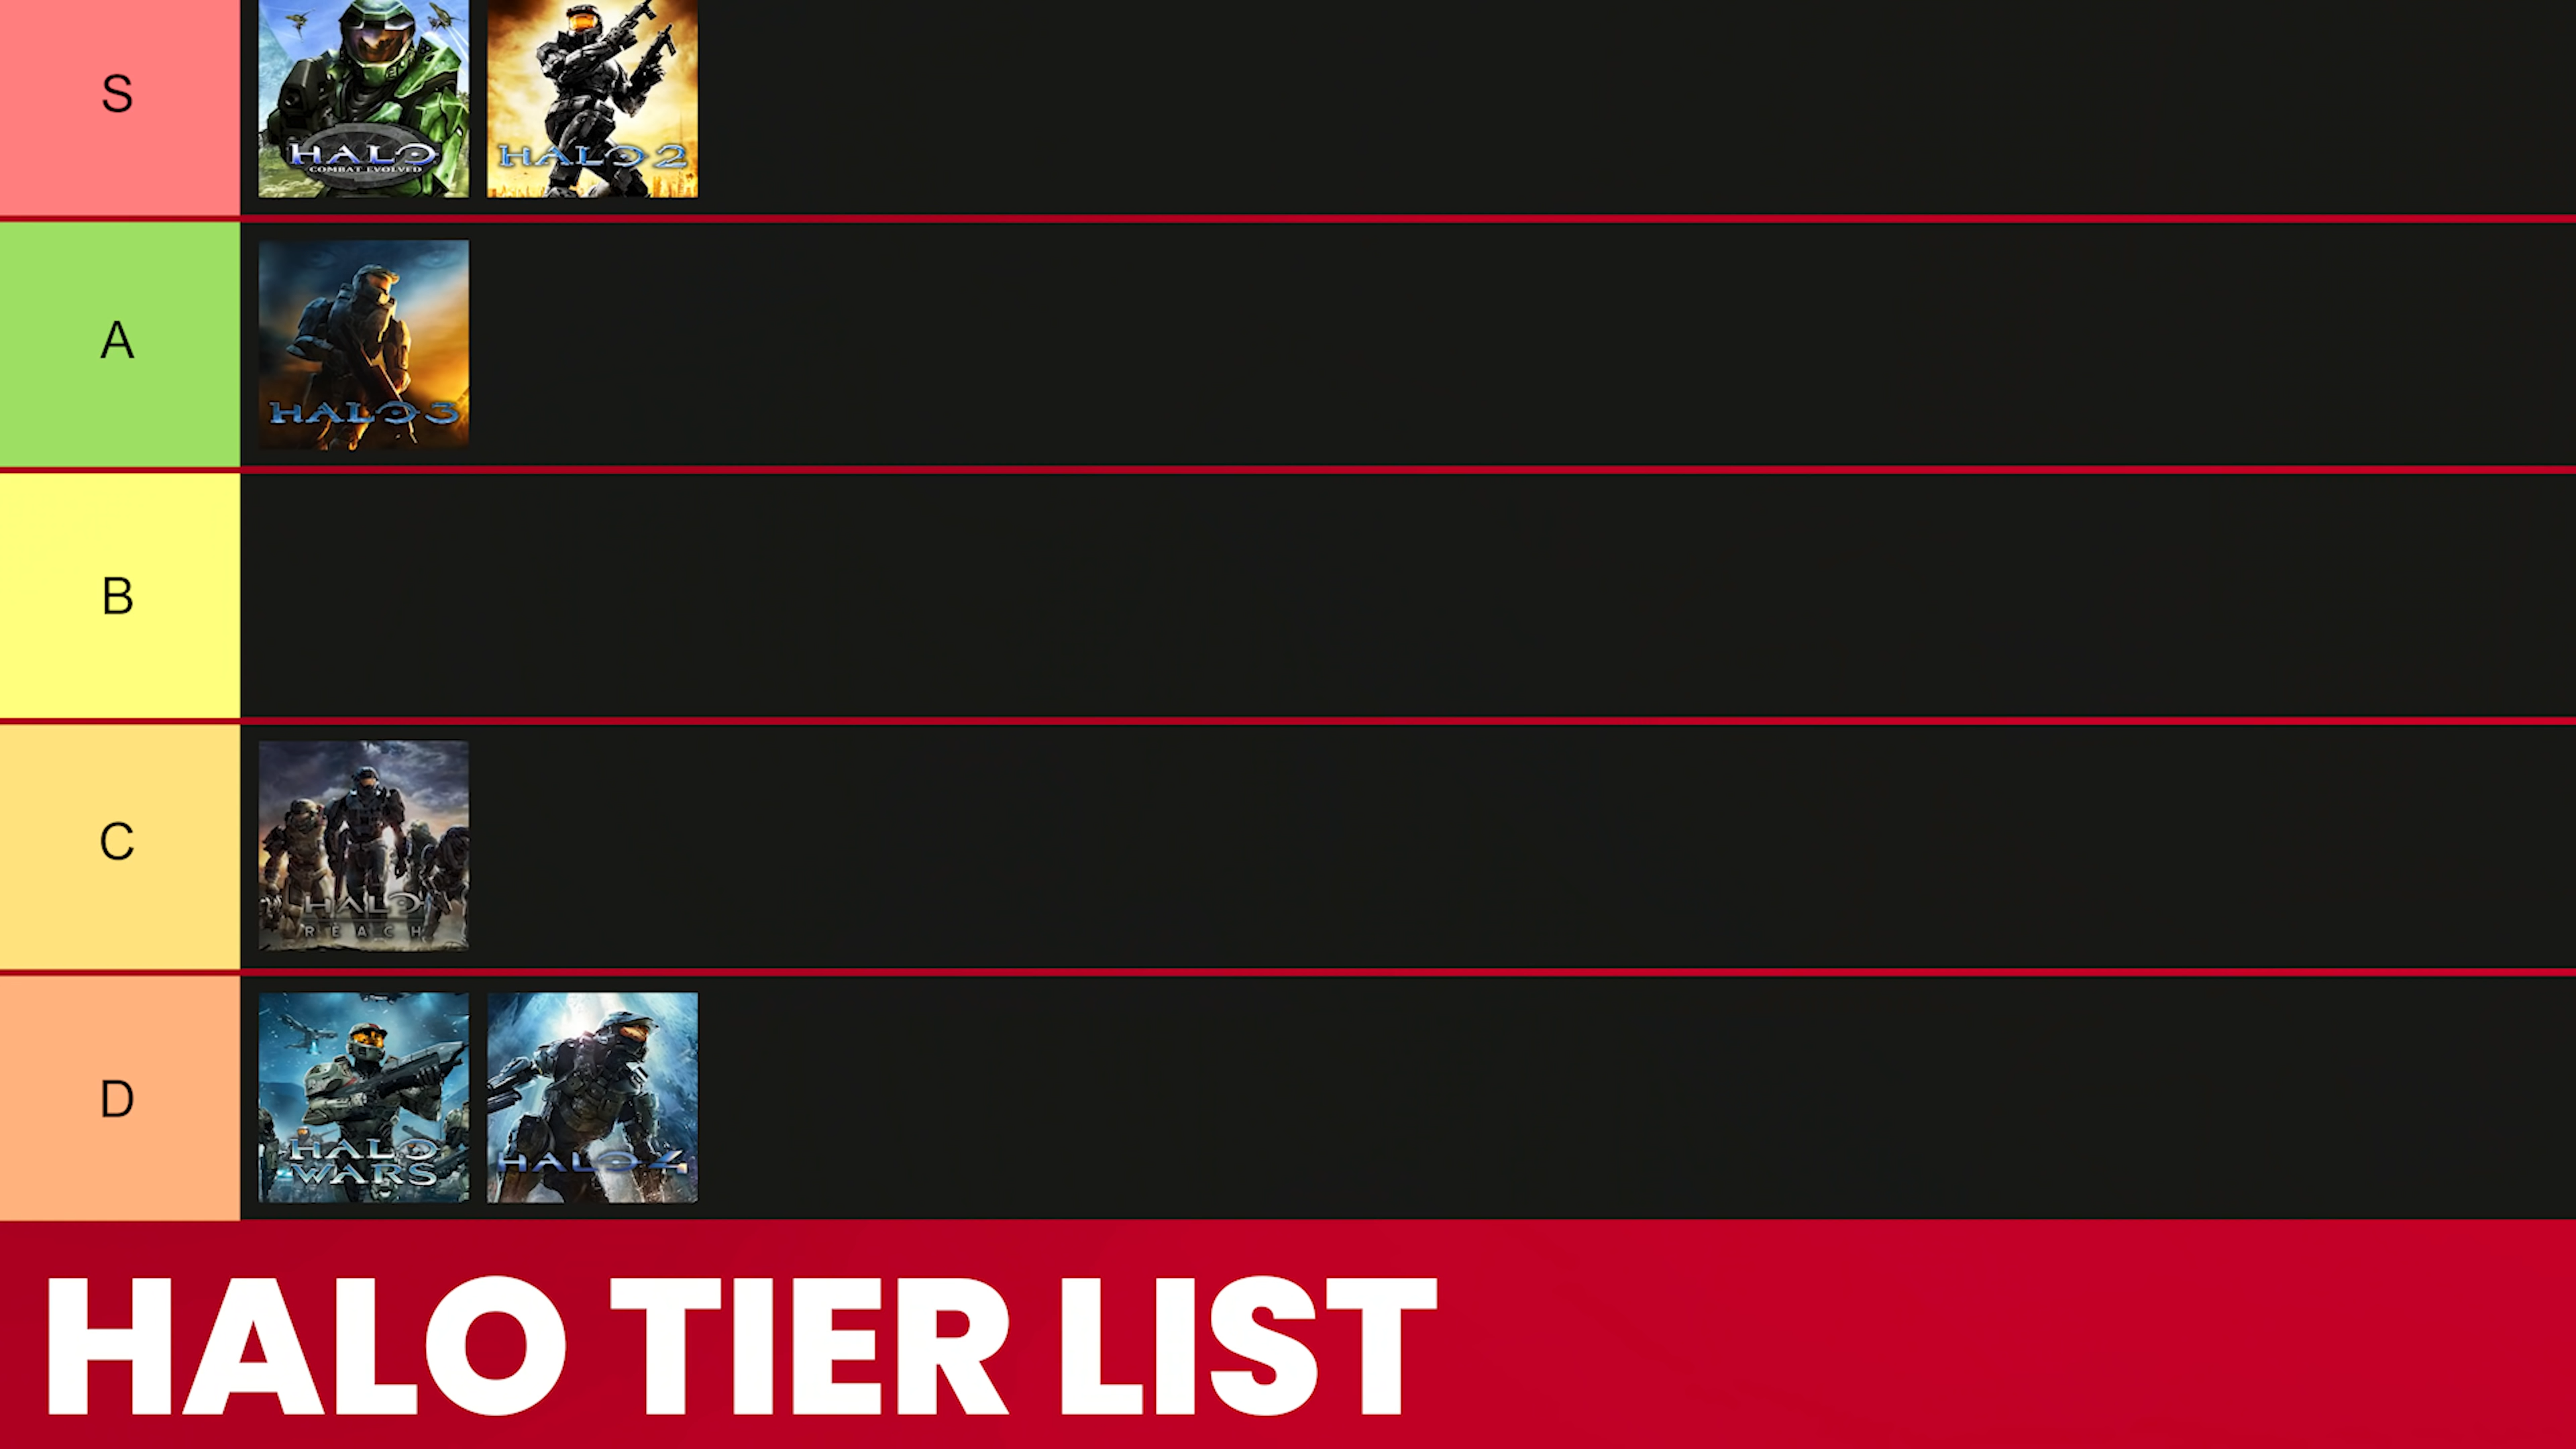 S
HALO
COMBAT EVOLVED
HALO 2
A
HALO 3
B
C
HALO
REACH
D
HALO
WARS
HALO 4
HALO TIER LIST